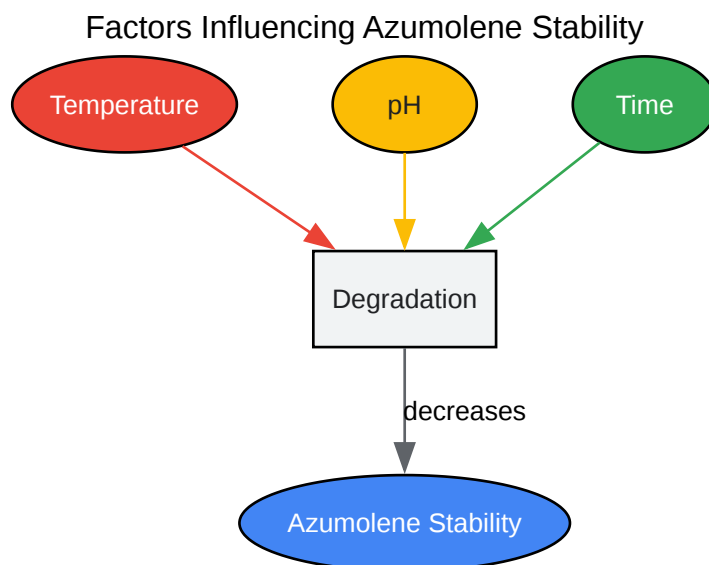 Factors Influencing Azumolene Stability
Temperature
pH
Time
Degradation
decreases
Azumolene Stability